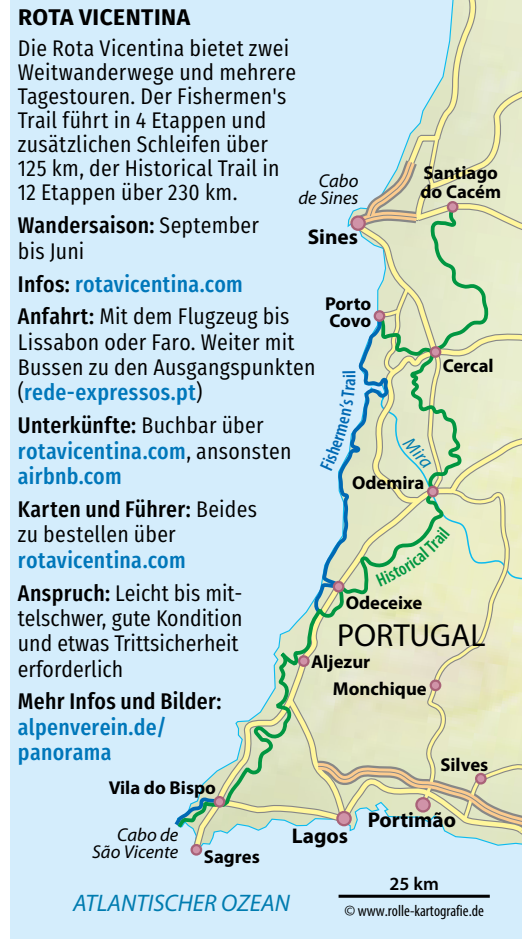 ROTA VICENTINA
Die Rota Vicentina bietet zwei
Weitwanderwege und mehrere
Tagestouren. Der Fishermen's
Trail führt in 4 Etappen und
zusätzlichen Schleifen über
125 km, der Historical Trail in
12 Etappen über 230 km.
Wandersaison: September
bis Juni
Infos: rotavicentina.com
Anfahrt: Mit dem Flugzeug bis
Lissabon oder Faro. Weiter mit
Bussen zu den Ausgangspunkten
(rede-expressos.pt)
Unterkünfte: Buchbar über
rotavicentina.com, ansonsten
airbnb.com
Karten und Führer: Beides
zu bestellen über
rotavicentina.com
Anspruch: Leicht bis mit-
telschwer, gute Kondition
und etwas Trittsicherheit
erforderlich
Mehr Infos und Bilder:
alpenverein.de/
panorama
Cabo
de Sines
Santiago
do Cacém
Sines
Porto
Covo
Cercal
Fishermen's Trail
Mira
Odemira
Historical Trail
Odeceixe
PORTUGAL
Aljezur
Monchique
Silves
Vila do Bispo
Portimão
Lagos
Cabo de
São Vicente
Sagres
ATLANTISCHER OZEAN
25 km
© www.rolle-kartografie.de